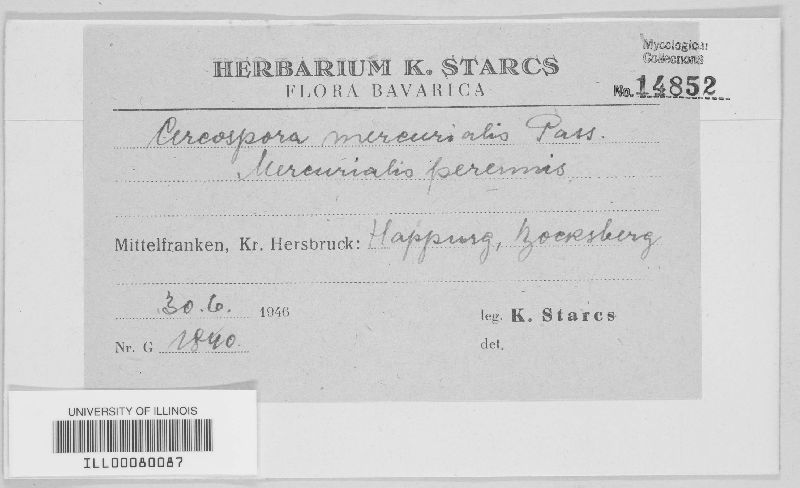 Mycological
Collections
No. 14852
HERBARIUM K. STARCS
FLORA BAVARICA
Cercospora mercurialis Pass.
Mercurialis perennis
Mittelfranken, Kr. Hersbruck: Happurg, Bocksberg
30.6. 1946
leg. K. Starcs
Nr. G 1840.
det.
UNIVERSITY OF ILLINOIS
ILL00080087